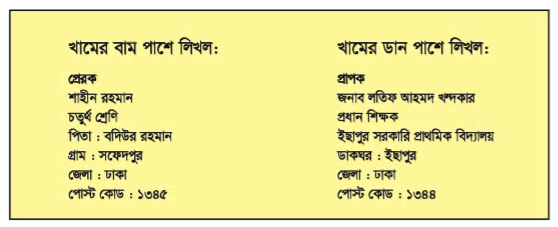 খামের বাম পাশে লিখল:
প্রেরক
শাহীন রহমান
চতুর্থ শ্রেণি
পিতা : বদিউর রহমান
গ্রাম : সফেদপুর
জেলা : ঢাকা
পোস্ট কোড : ১৩৪৫
খামের ডান পাশে লিখল:
প্রাপক
জনাব লতিফ আহমদ খন্দকার
প্রধান শিক্ষক
ইছাপুর সরকারি প্রাথমিক বিদ্যালয়
ডাকঘর : ইছাপুর
জেলা : ঢাকা
পোস্ট কোড : ১৩৪৪